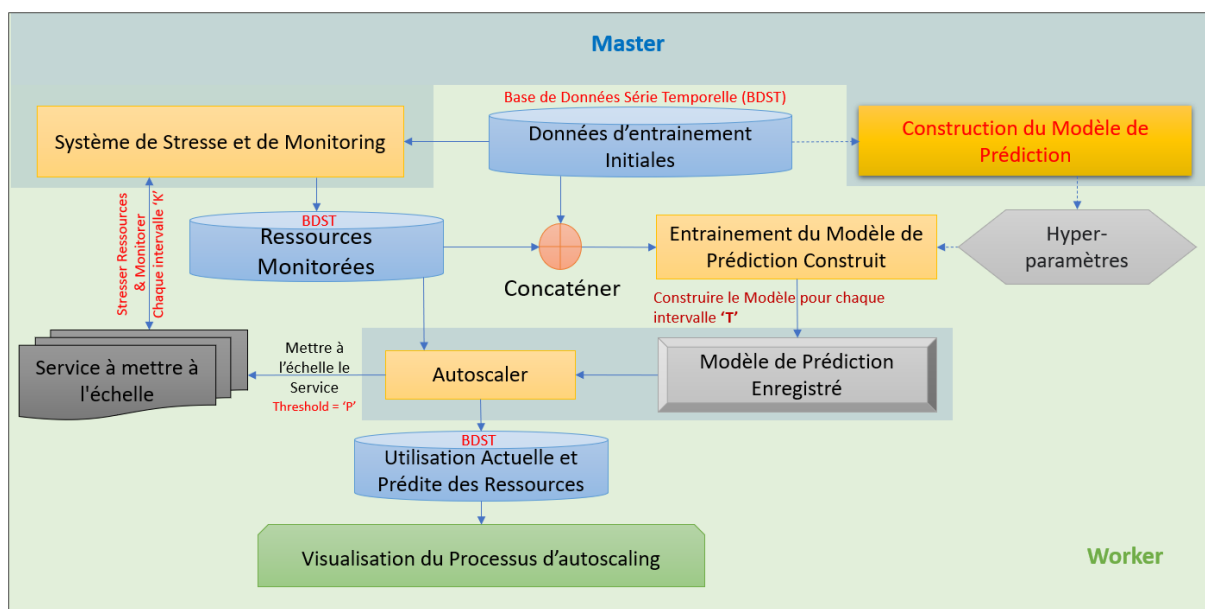 Master
Base de Données Série Temporelle (BDST)
Système de Stresse et de Monitoring
Données d’entrainement
Initiales
Construction du Modèle de
Prédiction
Stresser Ressources
& Monitorer
Chaque intervalle ‘K’
BDST
Ressources
Monitorées
Concaténer
Entrainement du Modèle de
Prédiction Construit
Hyper-
paramètres
Construire le Modèle pour chaque
intervalle ‘T’
Service à mettre à
l'échelle
Mettre à
l’échelle le
Service
Threshold = ‘P’
Autoscaler
Modèle de Prédiction
Enregistré
BDST
Utilisation Actuelle et
Prédite des Ressources
Visualisation du Processus d’autoscaling
Worker